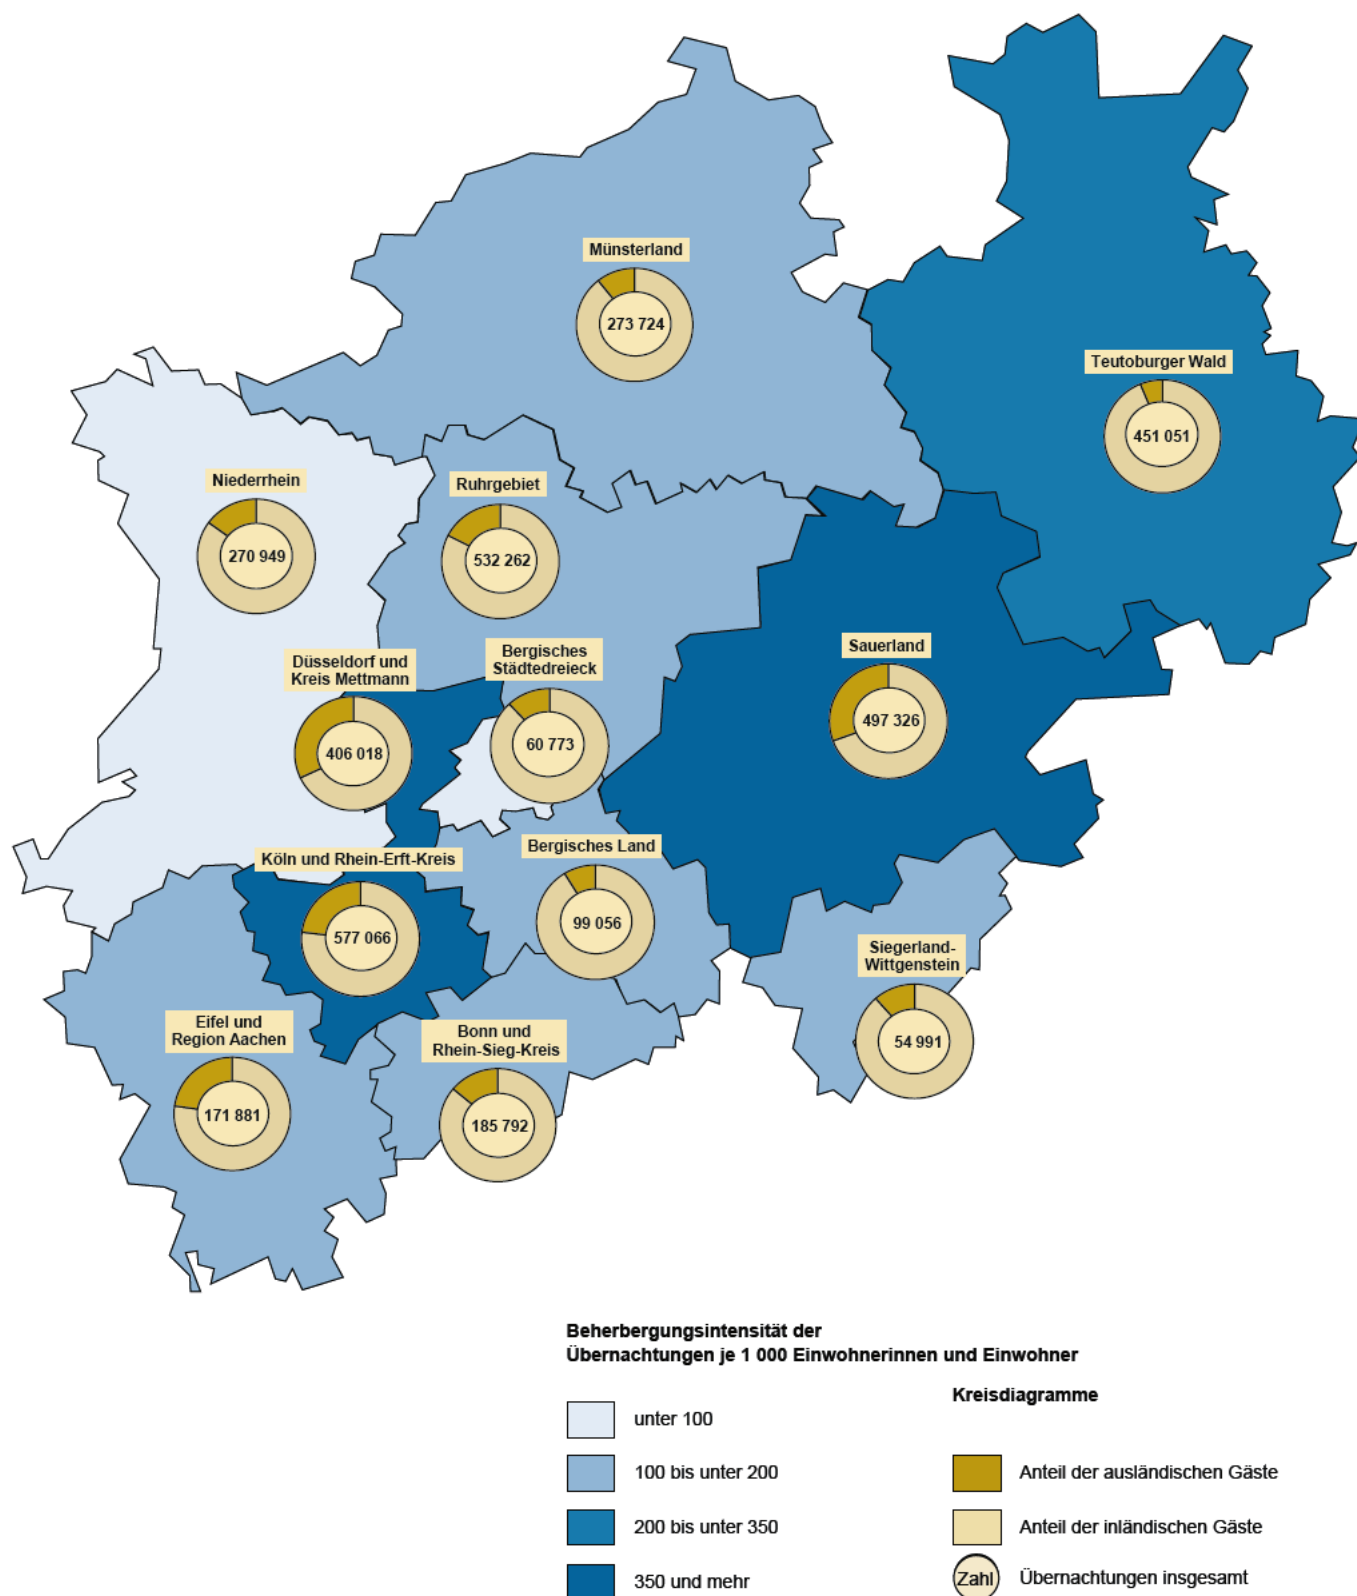 Münsterland
273 724
Teutoburger Wald
451 051
Niederrhein
270 949
Ruhrgebiet
532 262
Düsseldorf und
Kreis Mettmann
406 018
Bergisches
Städtedreieck
60 773
Sauerland
497 326
Köln und Rhein-Erft-Kreis
577 066
Bergisches Land
99 056
Siegerland-
Wittgenstein
54 991
Eifel und
Region Aachen
171 881
Bonn und
Rhein-Sieg-Kreis
185 792
Beherbergungsintensität der
Übernachtungen je 1 000 Einwohnerinnen und Einwohner
unter 100
100 bis unter 200
200 bis unter 350
350 und mehr
Kreisdiagramme
Anteil der ausländischen Gäste
Anteil der inländischen Gäste
Zahl Übernachtungen insgesamt